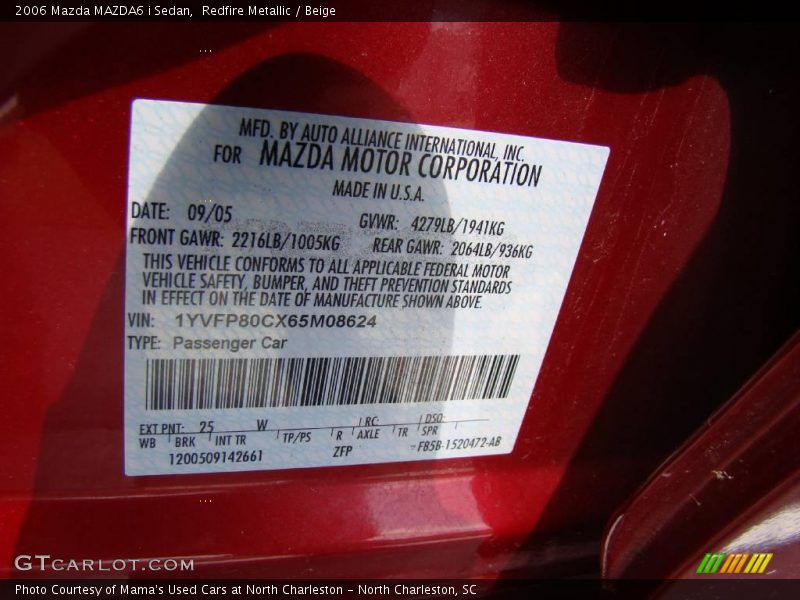 2006 Mazda MAZDA6 i Sedan,  Redfire Metallic / Beige
MFD. BY AUTO ALLIANCE INTERNATIONAL, INC.
FOR MAZDA MOTOR CORPORATION
MADE IN U.S.A.
DATE: 09/05 GVWR: 4279LB/1941KG
FRONT GAWR: 2216LB/1005KG REAR GAWR: 2064LB/936KG
THIS VEHICLE CONFORMS TO ALL APPLICABLE FEDERAL MOTOR
VEHICLE SAFETY, BUMPER, AND THEFT PREVENTION STANDARDS
IN EFFECT ON THE DATE OF MANUFACTURE SHOWN ABOVE.
VIN: 1YVFP80CX65M08624
TYPE: Passenger Car
EXT PNT: 25 W RC: DSO:
WB BRK INT TR TP/PS R AXLE TR SPR
1200509142661 ZFP FB5B-1520472-AB
GTCARLOT.COM
Photo Courtesy of Mama's Used Cars at North Charleston - North Charleston, SC